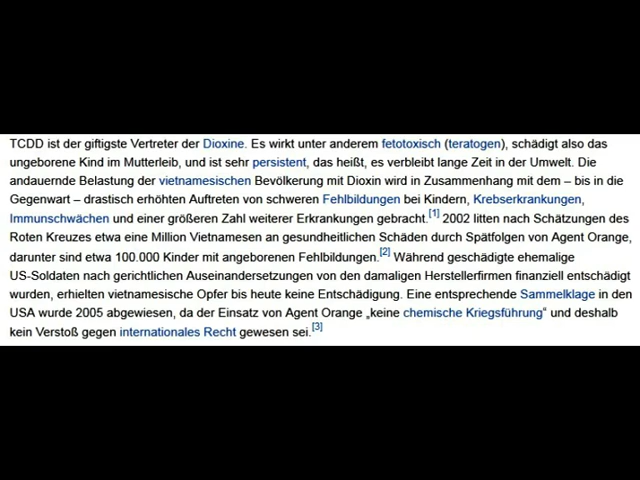 TCDD ist der giftigste Vertreter der Dioxine. Es wirkt unter anderem fetotoxisch (teratogen), schädigt also das
ungeborene Kind im Mutterleib, und ist sehr persistent, das heißt, es verbleibt lange Zeit in der Umwelt. Die
andauernde Belastung der vietnamesischen Bevölkerung mit Dioxin wird in Zusammenhang mit dem – bis in die
Gegenwart – drastisch erhöhten Auftreten von schweren Fehlbildungen bei Kindern, Krebserkrankungen,
Immunschwächen und einer größeren Zahl weiterer Erkrankungen gebracht.[1] 2002 litten nach Schätzungen des
Roten Kreuzes etwa eine Million Vietnamesen an gesundheitlichen Schäden durch Spätfolgen von Agent Orange,
darunter sind etwa 100.000 Kinder mit angeborenen Fehlbildungen.[2] Während geschädigte ehemalige
US-Soldaten nach gerichtlichen Auseinandersetzungen von den damaligen Herstellerfirmen finanziell entschädigt
wurden, erhielten vietnamesische Opfer bis heute keine Entschädigung. Eine entsprechende Sammelklage in den
USA wurde 2005 abgewiesen, da der Einsatz von Agent Orange „keine chemische Kriegsführung“ und deshalb
kein Verstoß gegen internationales Recht gewesen sei.[3]